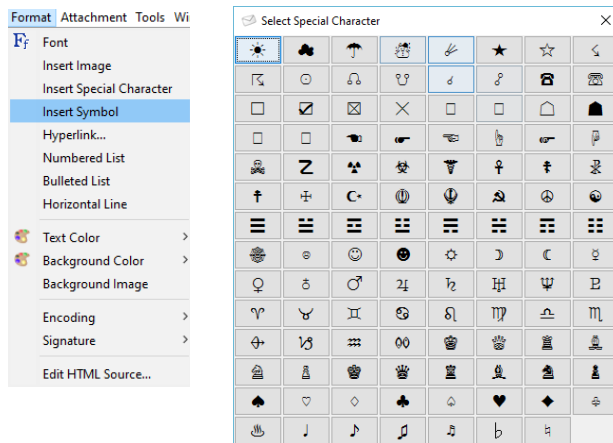 Format Attachment Tools Wi
Font
Insert Image
Insert Special Character
Insert Symbol
Hyperlink...
Numbered List
Bulleted List
Horizontal Line
Text Color
Background Color
Background Image
Encoding
Signature
Edit HTML Source...
Select Special Character